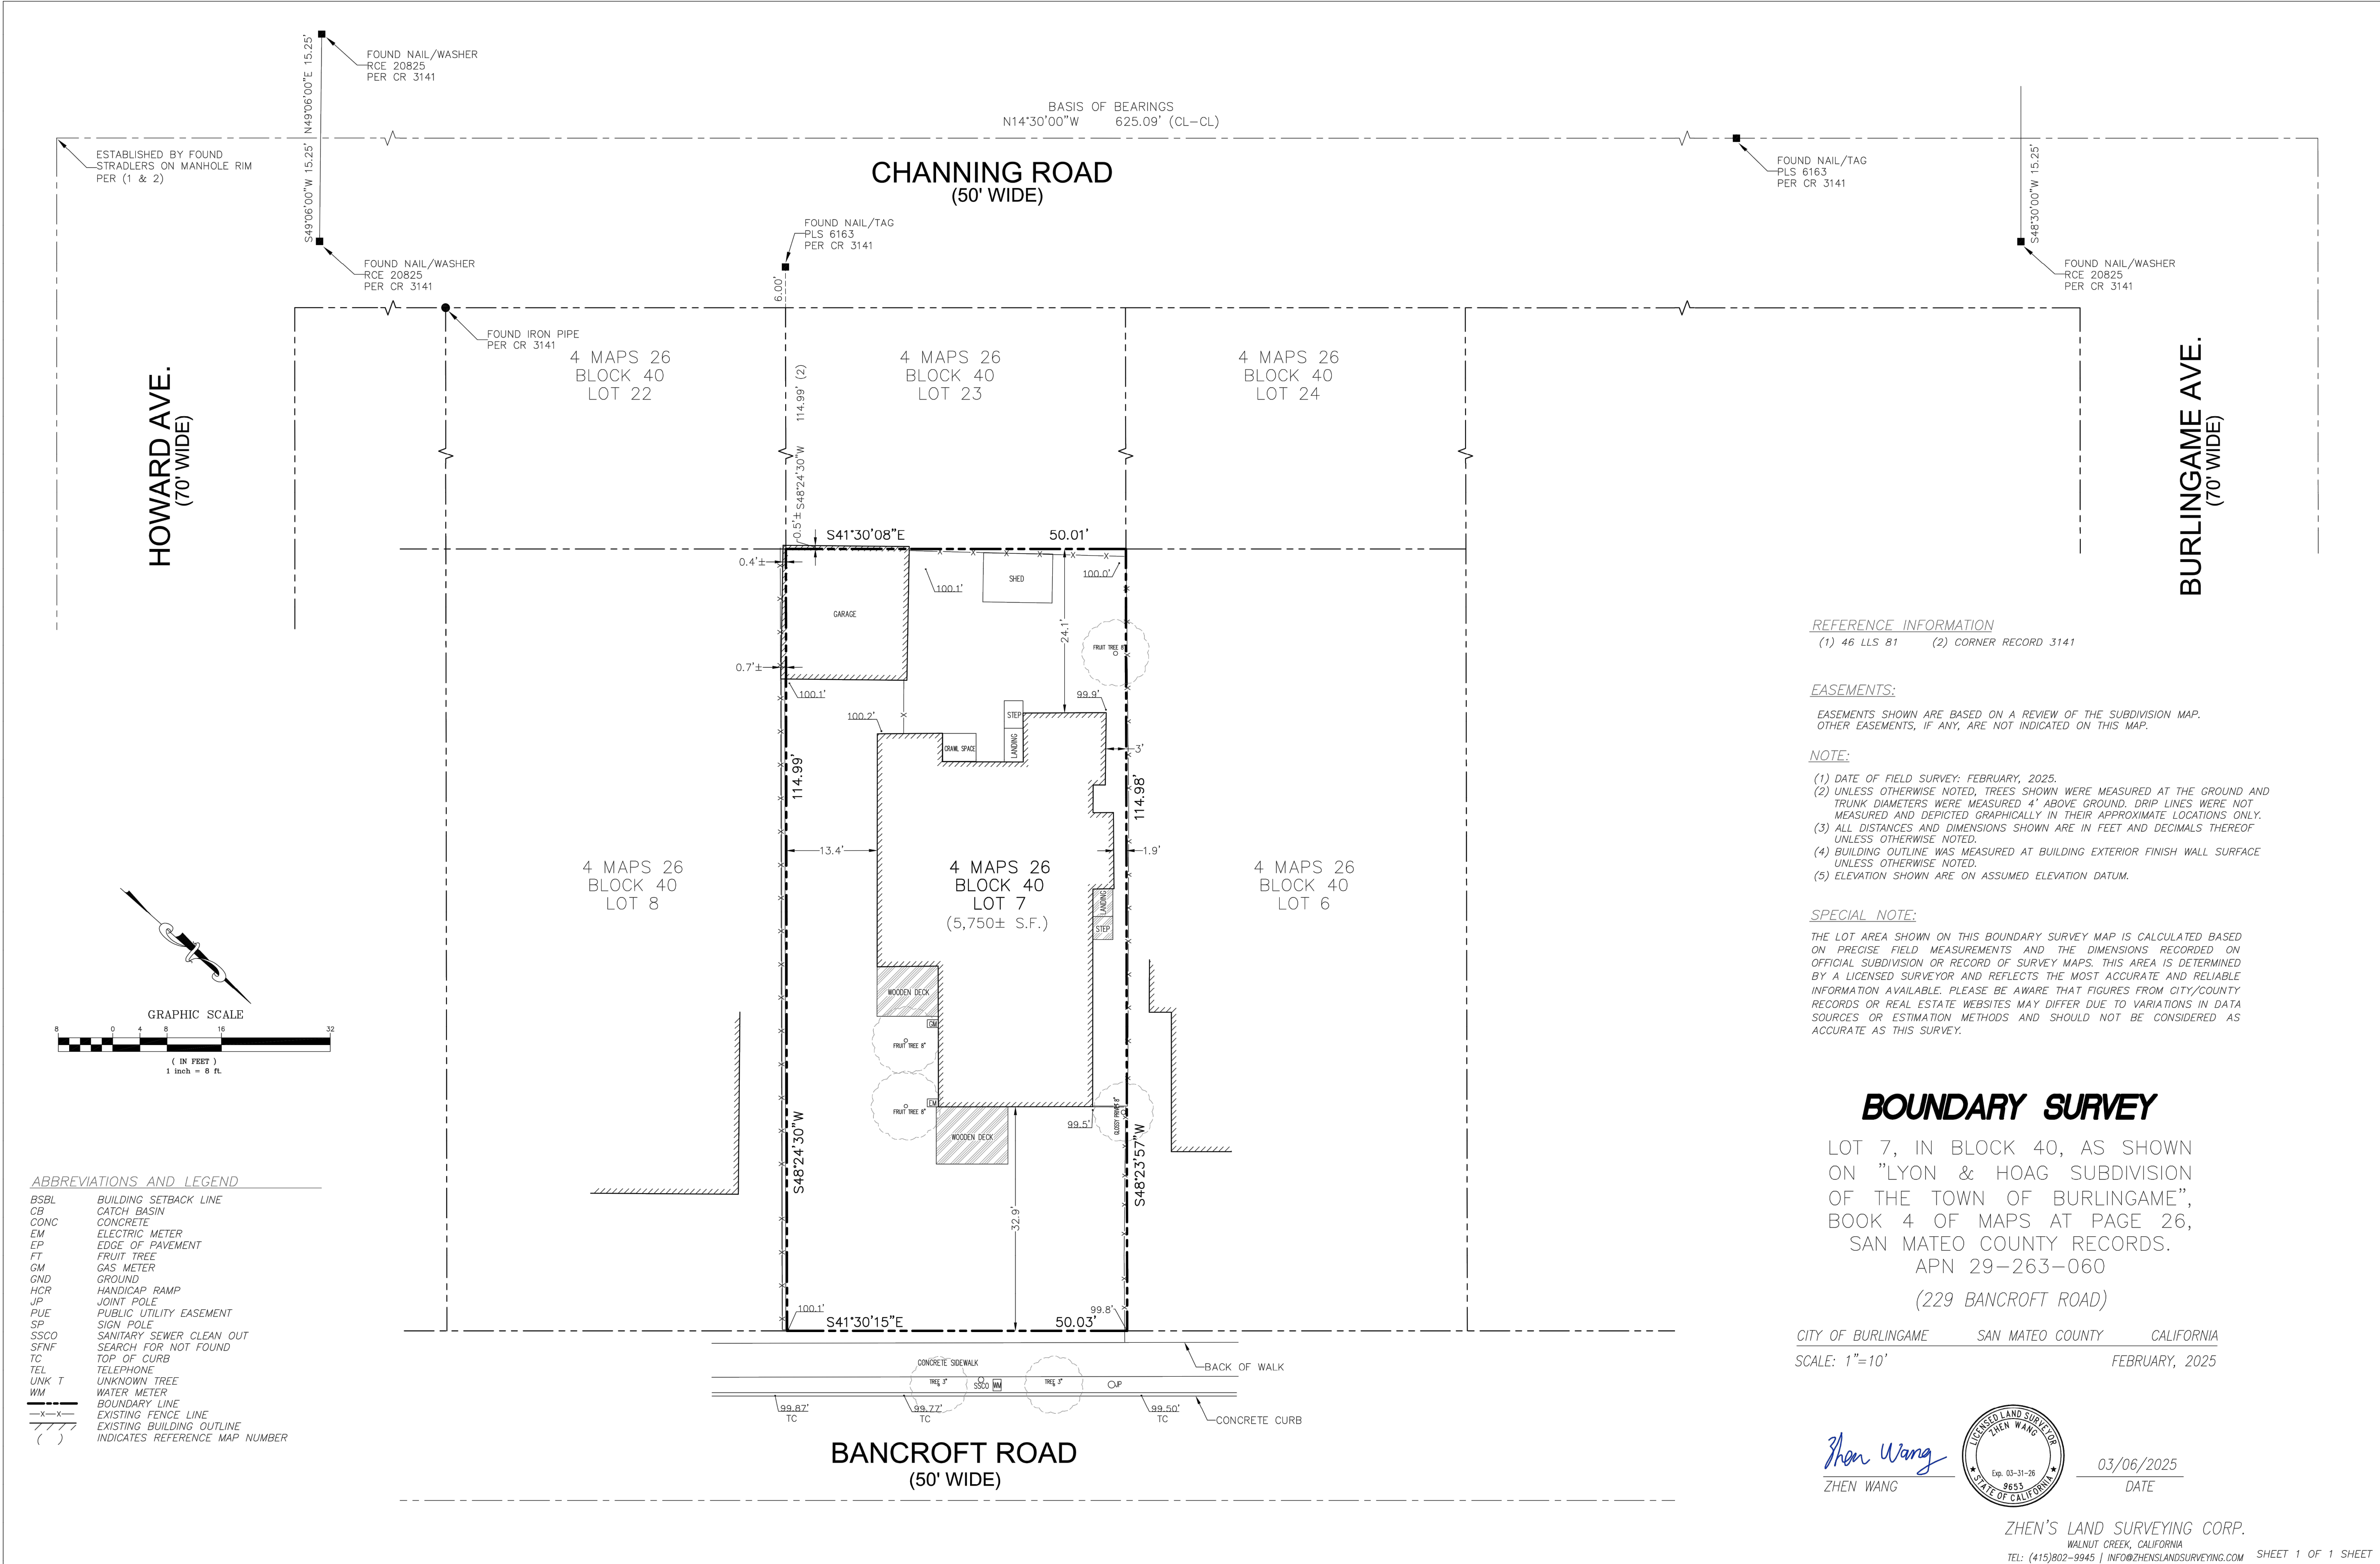 S49°06'00"W 15.25' N49°06'00"E 15.25'
FOUND NAIL/WASHER
RCE 20825
PER CR 3141
BASIS OF BEARINGS
N14°30'00"W 625.09' (CL-CL)
ESTABLISHED BY FOUND
STRADLERS ON MANHOLE RIM
PER (1 & 2)
CHANNING ROAD
(50' WIDE)
FOUND NAIL/TAG
PLS 6163
PER CR 3141
S48°30'00"W 15.25'
FOUND NAIL/TAG
PLS 6163
PER CR 3141
6.00'
FOUND NAIL/WASHER
RCE 20825
PER CR 3141
FOUND NAIL/WASHER
RCE 20825
PER CR 3141
FOUND IRON PIPE
PER CR 3141
HOWARD AVE.
(70' WIDE)
4 MAPS 26
BLOCK 40
LOT 22
S48°24'30"W 114.99' (2)
4 MAPS 26
BLOCK 40
LOT 23
4 MAPS 26
BLOCK 40
LOT 24
BURLINGAME AVE.
(70' WIDE)
0.5'±
S41°30'08"E 50.01'
0.4'±
100.1'
SHED
100.0'
GARAGE
24.1'
FRUIT TREE 8"
0.7'±
100.1'
100.2'
99.9'
STEP
LANDING
CRAWL SPACE
3'
114.99'
114.98'
13.4'
1.9'
4 MAPS 26
BLOCK 40
LOT 8
4 MAPS 26
BLOCK 40
LOT 7
(5,750± S.F.)
4 MAPS 26
BLOCK 40
LOT 6
LANDING
STEP
WOODEN DECK
GM
FRUIT TREE 8"
EM
FRUIT TREE 8"
WOODEN DECK
99.5'
GLOSSY PRIVET 8"
S48°24'30"W
S48°23'57"W
32.9'
100.1'
99.8'
S41°30'15"E 50.03'
BACK OF WALK
CONCRETE SIDEWALK
TREE 3"
SSCO
WM
TREE 3"
JP
99.87'
TC
99.77'
TC
99.50'
TC
CONCRETE CURB
BANCROFT ROAD
(50' WIDE)
GRAPHIC SCALE
8 0 4 8 16 32
( IN FEET )
1 inch = 8 ft.
ABBREVIATIONS AND LEGEND
BSBL BUILDING SETBACK LINE
CB CATCH BASIN
CONC CONCRETE
EM ELECTRIC METER
EP EDGE OF PAVEMENT
FT FRUIT TREE
GM GAS METER
GND GROUND
HCR HANDICAP RAMP
JP JOINT POLE
PUE PUBLIC UTILITY EASEMENT
SP SIGN POLE
SSCO SANITARY SEWER CLEAN OUT
SFNF SEARCH FOR NOT FOUND
TC TOP OF CURB
TEL TELEPHONE
UNK T UNKNOWN TREE
WM WATER METER
BOUNDARY LINE
X X EXISTING FENCE LINE
EXISTING BUILDING OUTLINE
( ) INDICATES REFERENCE MAP NUMBER
REFERENCE INFORMATION
(1) 46 LLS 81 (2) CORNER RECORD 3141
EASEMENTS:
EASEMENTS SHOWN ARE BASED ON A REVIEW OF THE SUBDIVISION MAP.
OTHER EASEMENTS, IF ANY, ARE NOT INDICATED ON THIS MAP.
NOTE:
(1) DATE OF FIELD SURVEY: FEBRUARY, 2025.
(2) UNLESS OTHERWISE NOTED, TREES SHOWN WERE MEASURED AT THE GROUND AND
TRUNK DIAMETERS WERE MEASURED 4' ABOVE GROUND. DRIP LINES WERE NOT
MEASURED AND DEPICTED GRAPHICALLY IN THEIR APPROXIMATE LOCATIONS ONLY.
(3) ALL DISTANCES AND DIMENSIONS SHOWN ARE IN FEET AND DECIMALS THEREOF
UNLESS OTHERWISE NOTED.
(4) BUILDING OUTLINE WAS MEASURED AT BUILDING EXTERIOR FINISH WALL SURFACE
UNLESS OTHERWISE NOTED.
(5) ELEVATION SHOWN ARE ON ASSUMED ELEVATION DATUM.
SPECIAL NOTE:
THE LOT AREA SHOWN ON THIS BOUNDARY SURVEY MAP IS CALCULATED BASED
ON PRECISE FIELD MEASUREMENTS AND THE DIMENSIONS RECORDED ON
OFFICIAL SUBDIVISION OR RECORD OF SURVEY MAPS. THIS AREA IS DETERMINED
BY A LICENSED SURVEYOR AND REFLECTS THE MOST ACCURATE AND RELIABLE
INFORMATION AVAILABLE. PLEASE BE AWARE THAT FIGURES FROM CITY/COUNTY
RECORDS OR REAL ESTATE WEBSITES MAY DIFFER DUE TO VARIATIONS IN DATA
SOURCES OR ESTIMATION METHODS AND SHOULD NOT BE CONSIDERED AS
ACCURATE AS THIS SURVEY.
BOUNDARY SURVEY
LOT 7, IN BLOCK 40, AS SHOWN
ON "LYON & HOAG SUBDIVISION
OF THE TOWN OF BURLINGAME",
BOOK 4 OF MAPS AT PAGE 26,
SAN MATEO COUNTY RECORDS.
APN 29-263-060
(229 BANCROFT ROAD)
CITY OF BURLINGAME SAN MATEO COUNTY CALIFORNIA
SCALE: 1"=10' FEBRUARY, 2025
Zhen Wang
ZHEN WANG
LICENSED LAND SURVEYOR
ZHEN WANG
Exp. 03-31-26
9653
STATE OF CALIFORNIA
03/06/2025
DATE
ZHEN'S LAND SURVEYING CORP.
WALNUT CREEK, CALIFORNIA
TEL: (415)802-9945 | INFO@ZHENSLANDSURVEYING.COM
SHEET 1 OF 1 SHEET